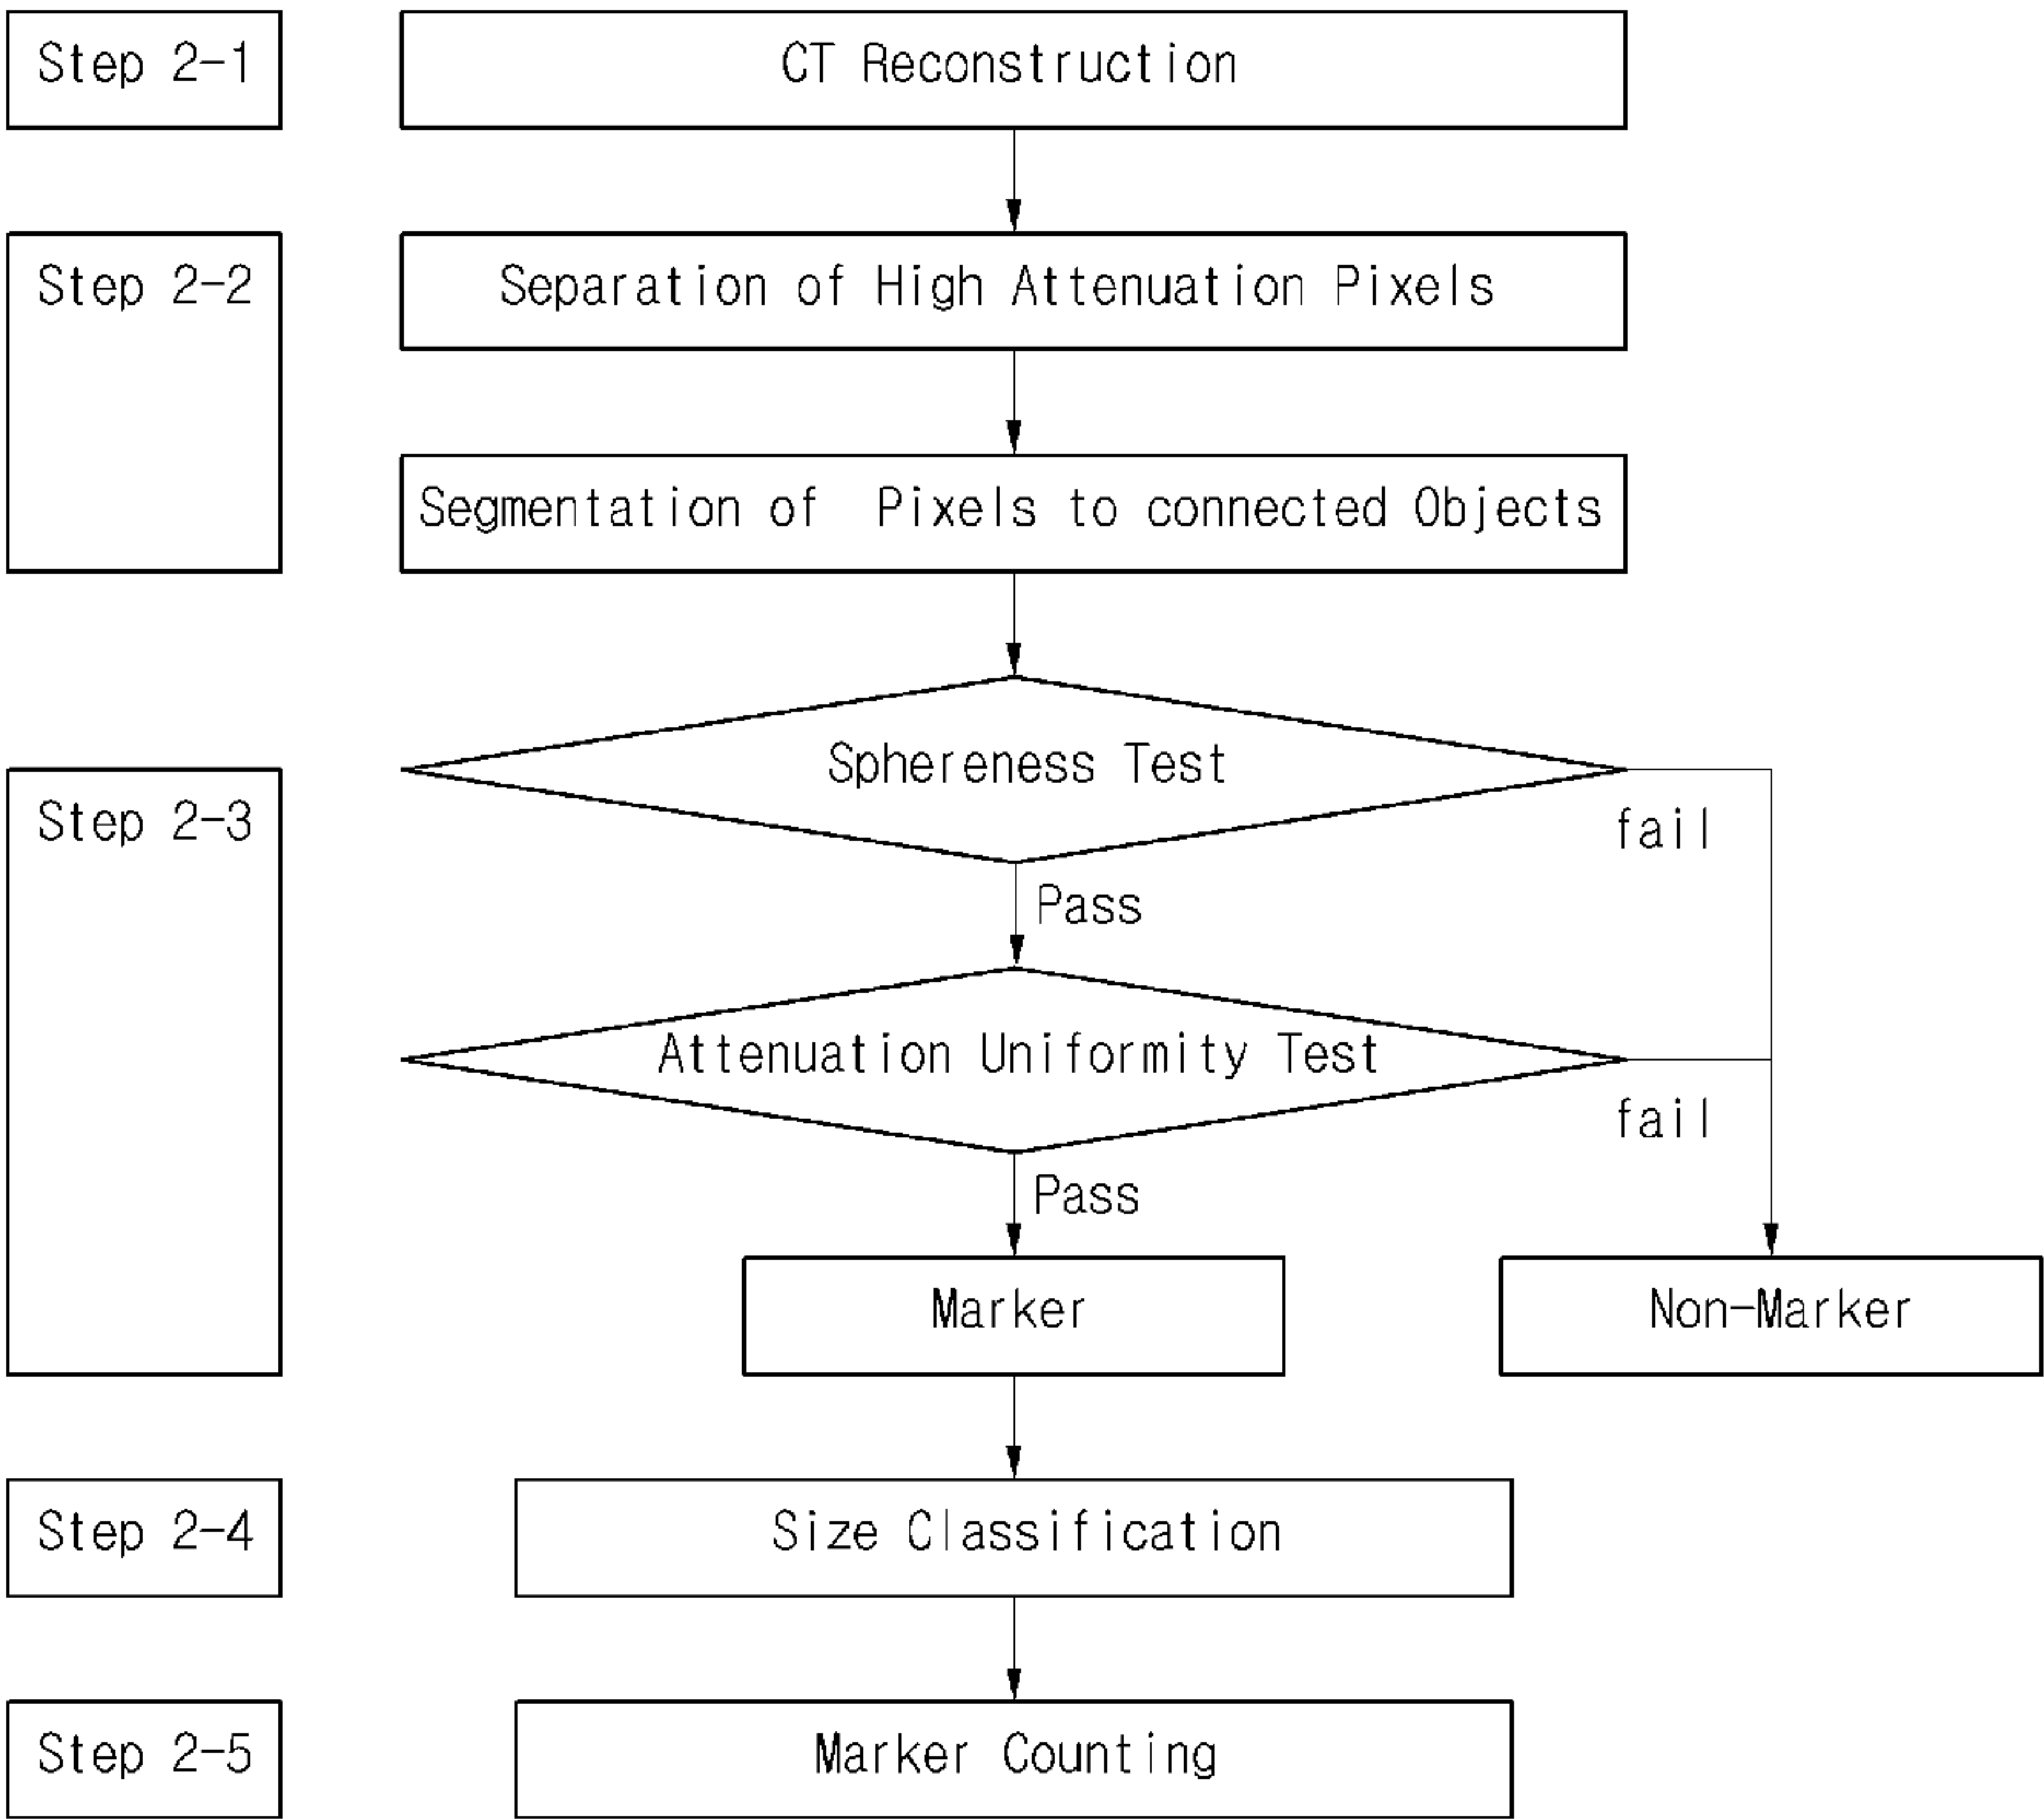 Step 2-1
CT Reconstruction
Step 2-2
Separation of High Attenuation Pixels
Segmentation of Pixels to connected Objects
Step 2-3
Sphereness Test
fail
Pass
Attenuation Uniformity Test
fail
Pass
Marker
Non-Marker
Step 2-4
Size Classification
Step 2-5
Marker Counting